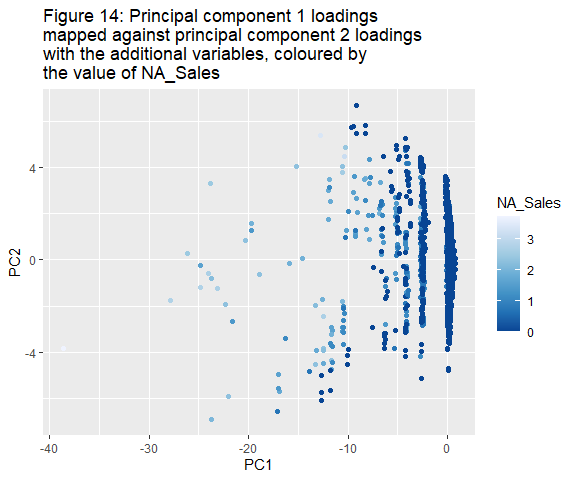 Figure 14: Principal component 1 loadings
mapped against principal component 2 loadings
with the additional variables, coloured by
the value of NA_Sales
4
0
-4
PC2
-40
-30
-20
-10
0
PC1
NA_Sales
3
2
1
0